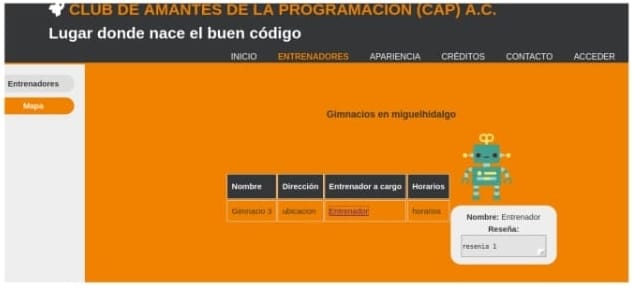 CLUB DE AMANTES DE LA PROGRAMACIÓN (CAP) A.C.
Lugar donde nace el buen código
INICIO ENTRENADORES APARIENCIA CRÉDITOS CONTACTO ACCEDER
Entrenadores
Mapa
Gimnacios en miguelhidalgo
Nombre Dirección Entrenador a cargo Horarios
Gimnacio 3 ubicacion Entrenador horarios
Nombre: Entrenador
Reseña:
resenia 1